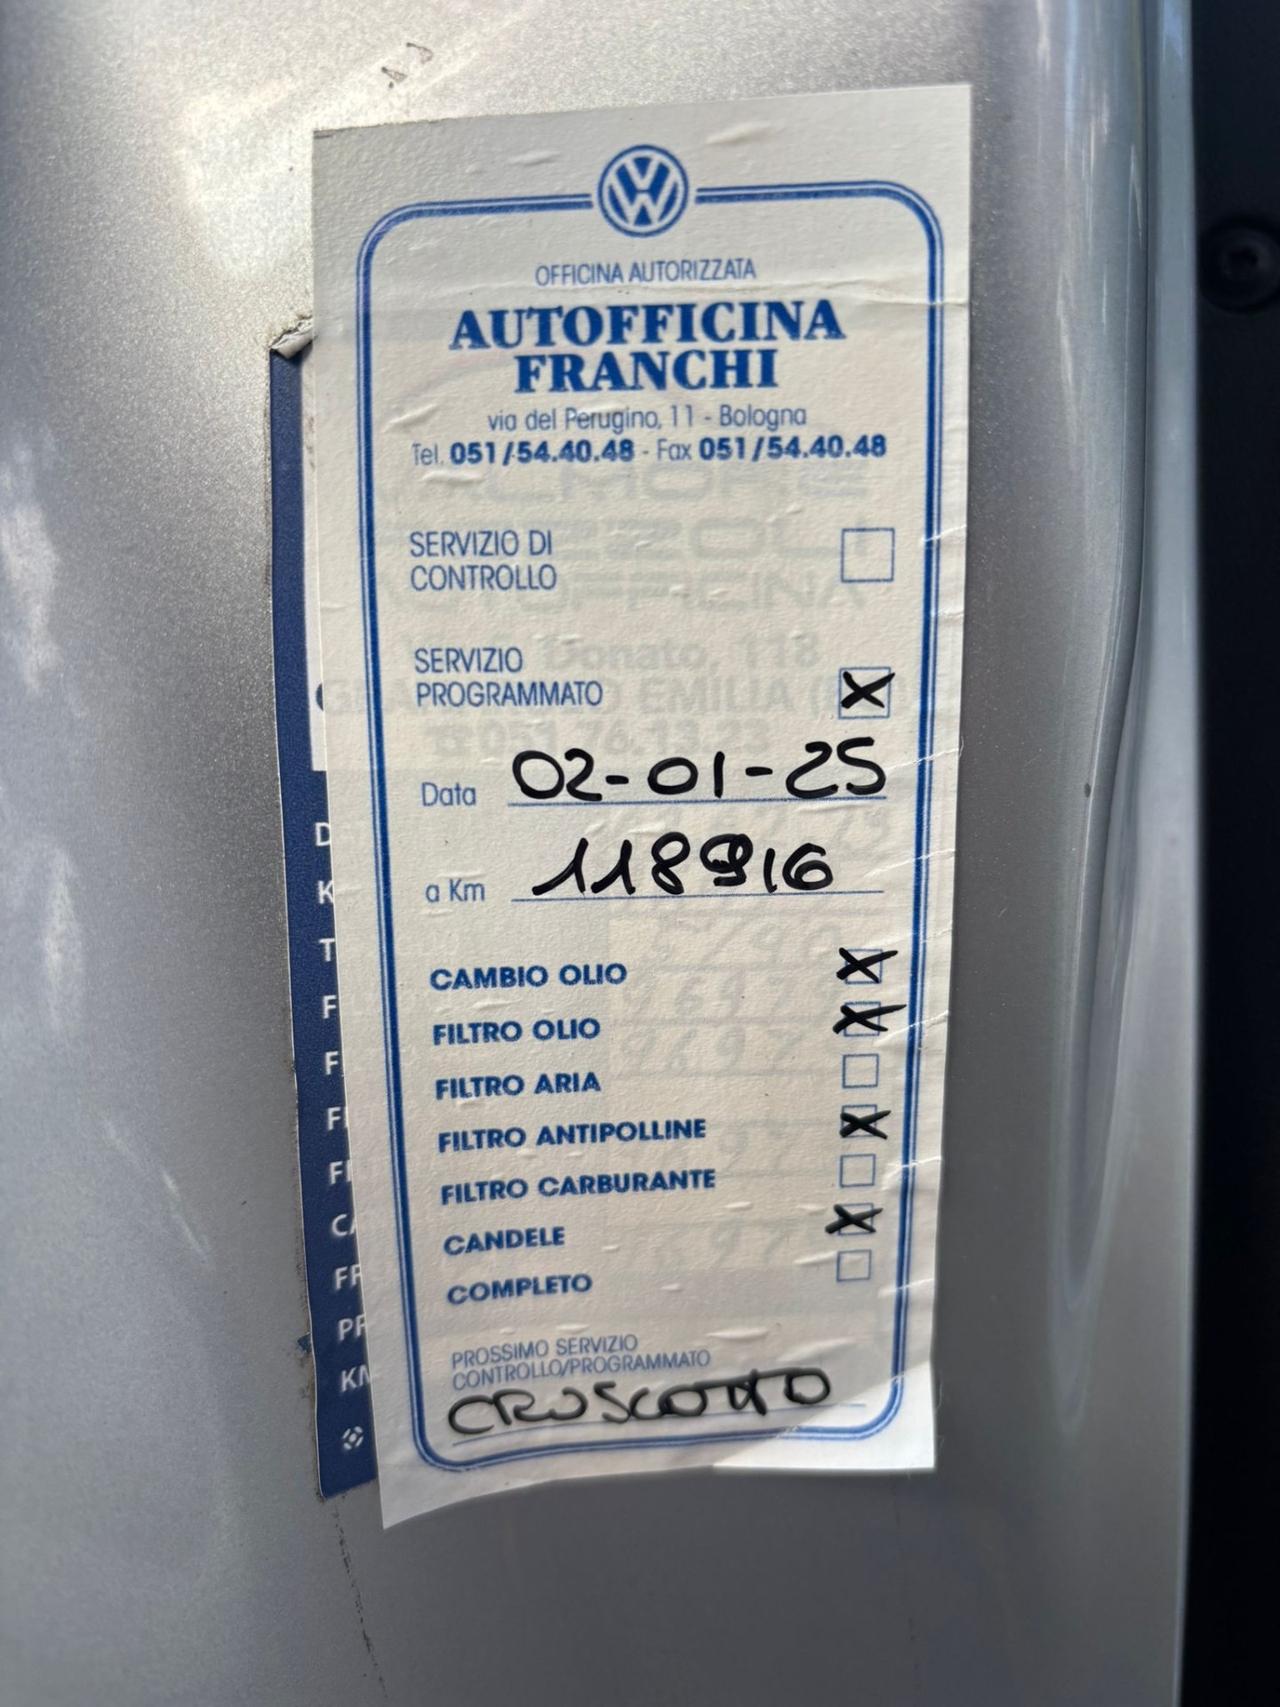 OFFICINA AUTORIZZATA
AUTOFFICINA
FRANCHI
via del Perugino, 11 - Bologna
Tel. 051/54.40.48 - Fax 051/54.40.48
SERVIZIO DI
CONTROLLO
SERVIZIO
PROGRAMMATO X
Data 02-01-25
a Km 118916
CAMBIO OLIO X
FILTRO OLIO X
FILTRO ARIA
FILTRO ANTIPOLLINE X
FILTRO CARBURANTE
CANDELE X
COMPLETO
PROSSIMO SERVIZIO
CONTROLLO/PROGRAMMATO
CRUSCOTTO